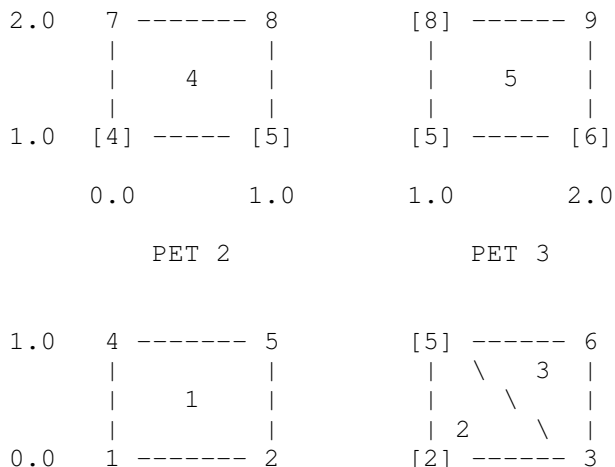 2.0 7 ------- 8 [8] ------ 9
| | | |
| 4 | | 5 |
| | | |
1.0 [4] ----- [5] [5] ----- [6]
0.0 1.0 1.0 2.0
PET 2 PET 3
1.0 4 ------- 5 [5] ------ 6
| | | \ 3 |
| 1 | | \ |
| | | 2 \ |
0.0 1 ------- 2 [2] ------ 3